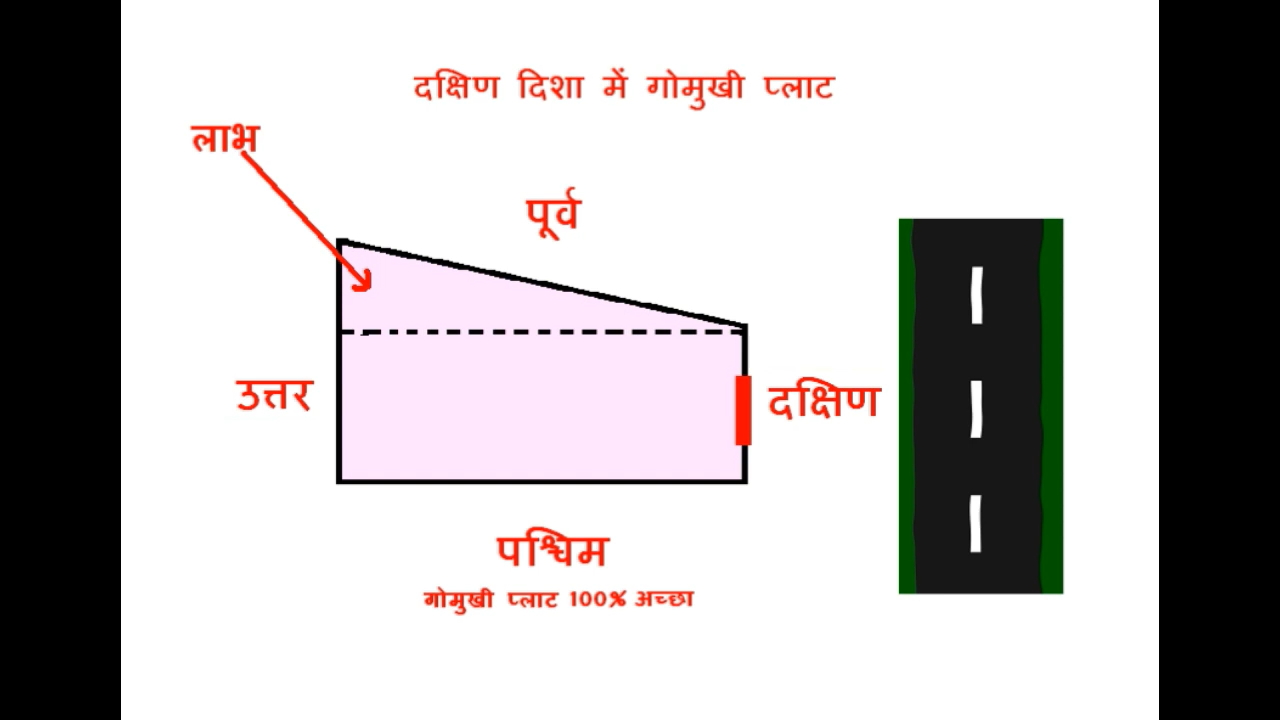 दक्षिण दिशा में गोमुखी प्लाट
लाभ
पूर्व
उत्तर
दक्षिण
पश्चिम
गोमुखी प्लाट 100% अच्छा